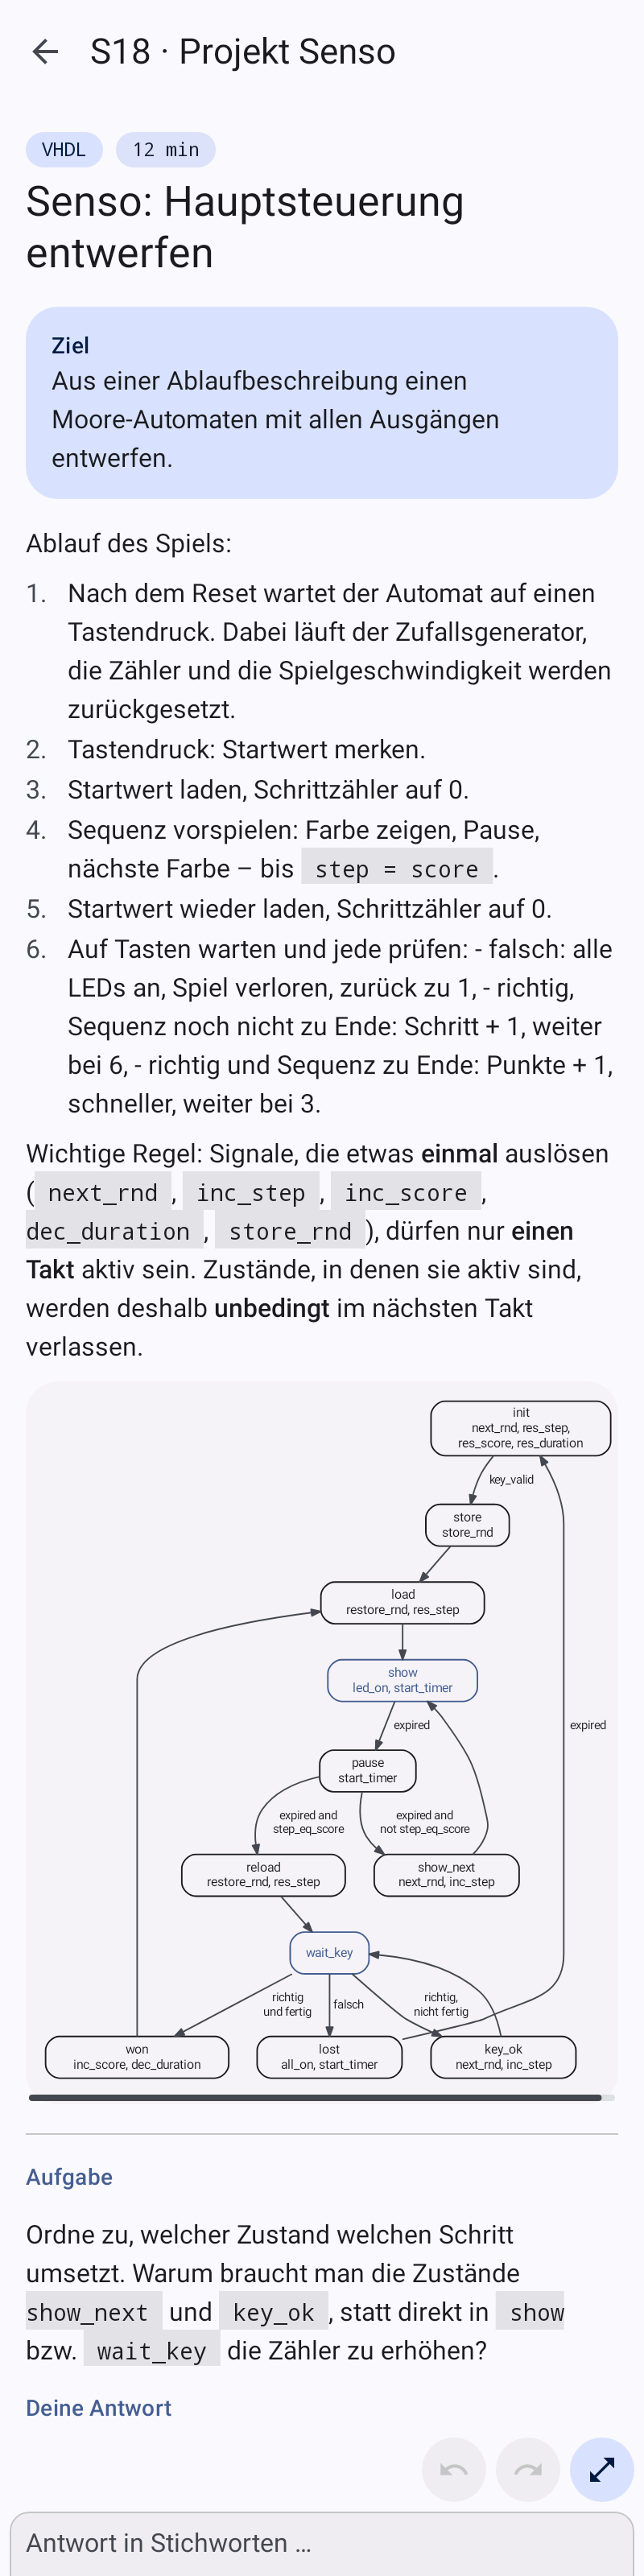 S18 · Projekt Senso
VHDL
12 min
Senso: Hauptsteuerung
entwerfen
Ziel
Aus einer Ablaufbeschreibung einen
Moore-Automaten mit allen Ausgängen
entwerfen.
Ablauf des Spiels:
1. Nach dem Reset wartet der Automat auf einen
Tastendruck. Dabei läuft der Zufallsgenerator,
die Zähler und die Spielgeschwindigkeit werden
zurückgesetzt.
2. Tastendruck: Startwert merken.
3. Startwert laden, Schrittzähler auf 0.
4. Sequenz vorspielen: Farbe zeigen, Pause,
nächste Farbe – bis step = score.
5. Startwert wieder laden, Schrittzähler auf 0.
6. Auf Tasten warten und jede prüfen: - falsch: alle
LEDs an, Spiel verloren, zurück zu 1, - richtig,
Sequenz noch nicht zu Ende: Schritt + 1, weiter
bei 6, - richtig und Sequenz zu Ende: Punkte + 1,
schneller, weiter bei 3.
Wichtige Regel: Signale, die etwas einmal auslösen
(next_rnd, inc_step, inc_score,
dec_duration, store_rnd), dürfen nur einen
Takt aktiv sein. Zustände, in denen sie aktiv sind,
werden deshalb unbedingt im nächsten Takt
verlassen.
init
next_rnd, res_step,
res_score, res_duration
key_valid
store
store_rnd
load
restore_rnd, res_step
show
led_on, start_timer
expired
expired
pause
start_timer
expired and
step_eq_score
expired and
not step_eq_score
reload
restore_rnd, res_step
show_next
next_rnd, inc_step
wait_key
richtig
und fertig
falsch
richtig,
nicht fertig
won
inc_score, dec_duration
lost
all_on, start_timer
key_ok
next_rnd, inc_step
Aufgabe
Ordne zu, welcher Zustand welchen Schritt
umsetzt. Warum braucht man die Zustände
show_next und key_ok, statt direkt in show
bzw. wait_key die Zähler zu erhöhen?
Deine Antwort
Antwort in Stichworten …